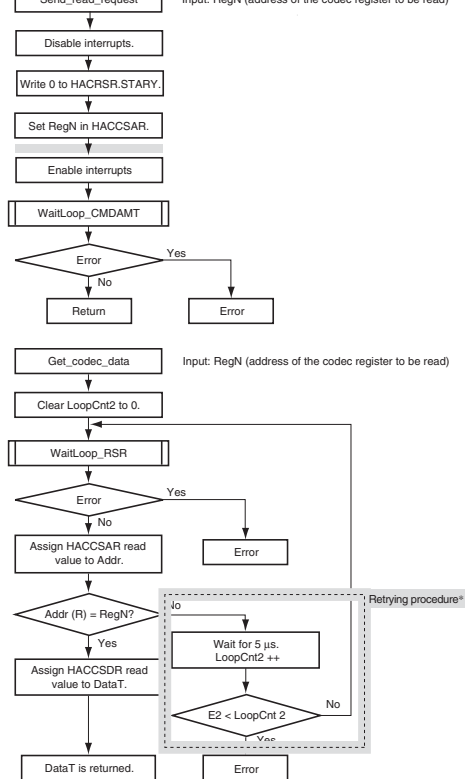 Send_read_request
Input: RegN (address of the codec register to be read)
Disable interrupts.
Write 0 to HACRSR.STARY.
Set RegN in HACCSAR.
Enable interrupts
WaitLoop_CMDAMT
Error
Yes
No
Return
Error
Get_codec_data
Input: RegN (address of the codec register to be read)
Clear LoopCnt2 to 0.
WaitLoop_RSR
Error
Yes
No
Error
Assign HACCSAR read
value to Addr.
Retrying procedure*
Addr (R) = RegN?
No
Yes
Wait for 5 μs.
LoopCnt2 ++
Assign HACCSDR read
value to DataT.
E2 < LoopCnt 2
No
Yes
DataT is returned.
Error